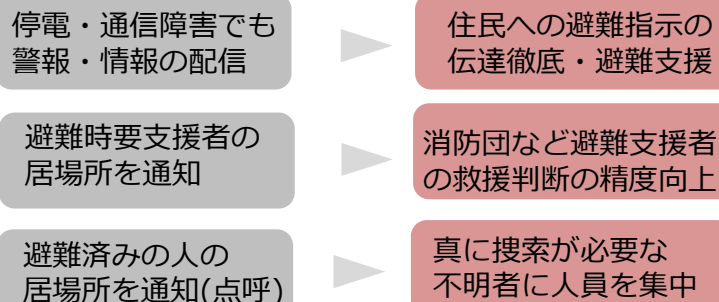 停電・通信障害でも
警報・情報の配信
住民への避難指示の
伝達徹底・避難支援
避難時要支援者の
居場所を通知
消防団など避難支援者
の救援判断の精度向上
避難済みの人の
居場所を通知(点呼)
真に捜索が必要な
不明者に人員を集中